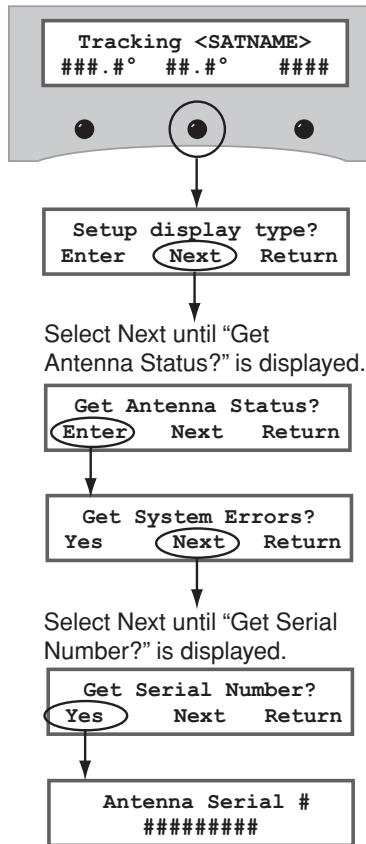 Tracking <SATNAME>
###.#° ##.#° ####
Setup display type?
Enter Next Return
Select Next until “Get
Antenna Status?” is displayed.
Get Antenna Status?
Enter Next Return
Get System Errors?
Yes Next Return
Select Next until “Get Serial
Number?” is displayed.
Get Serial Number?
Yes Next Return
Antenna Serial #
#########